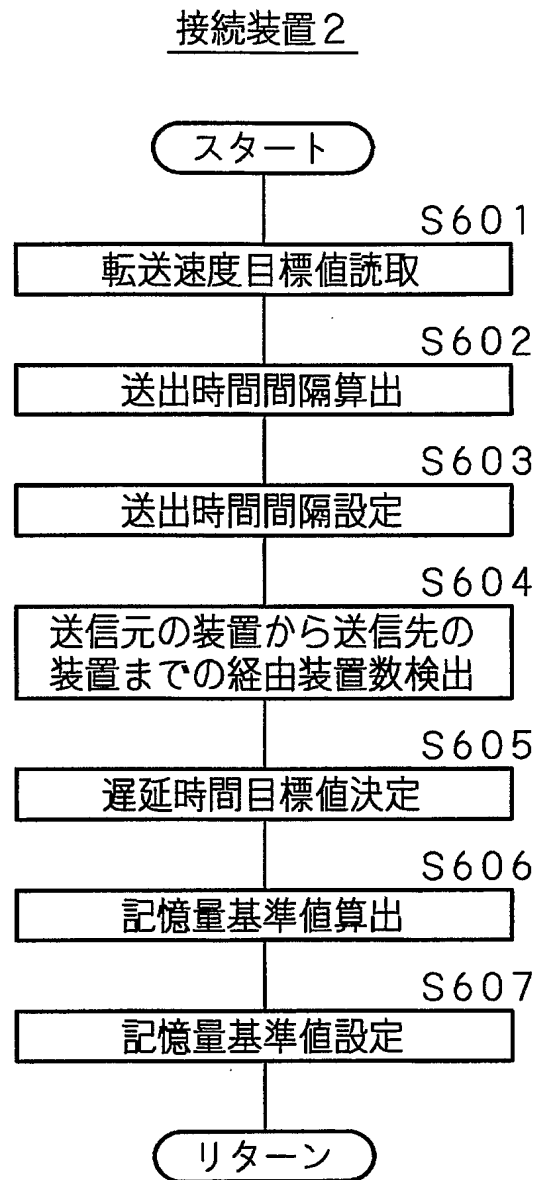 接続装置2
スタート
S601
転送速度目標値読取
S602
送出時間間隔算出
S603
送出時間間隔設定
S604
送信元の装置から送信先の
装置までの経由装置数検出
S605
遅延時間目標値決定
S606
記憶量基準値算出
S607
記憶量基準値設定
リターン